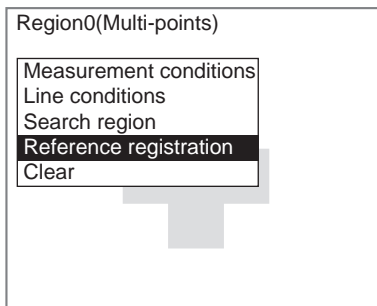 Region0(Multi-points)
Measurement conditions
Line conditions
Search region
Reference registration
Clear